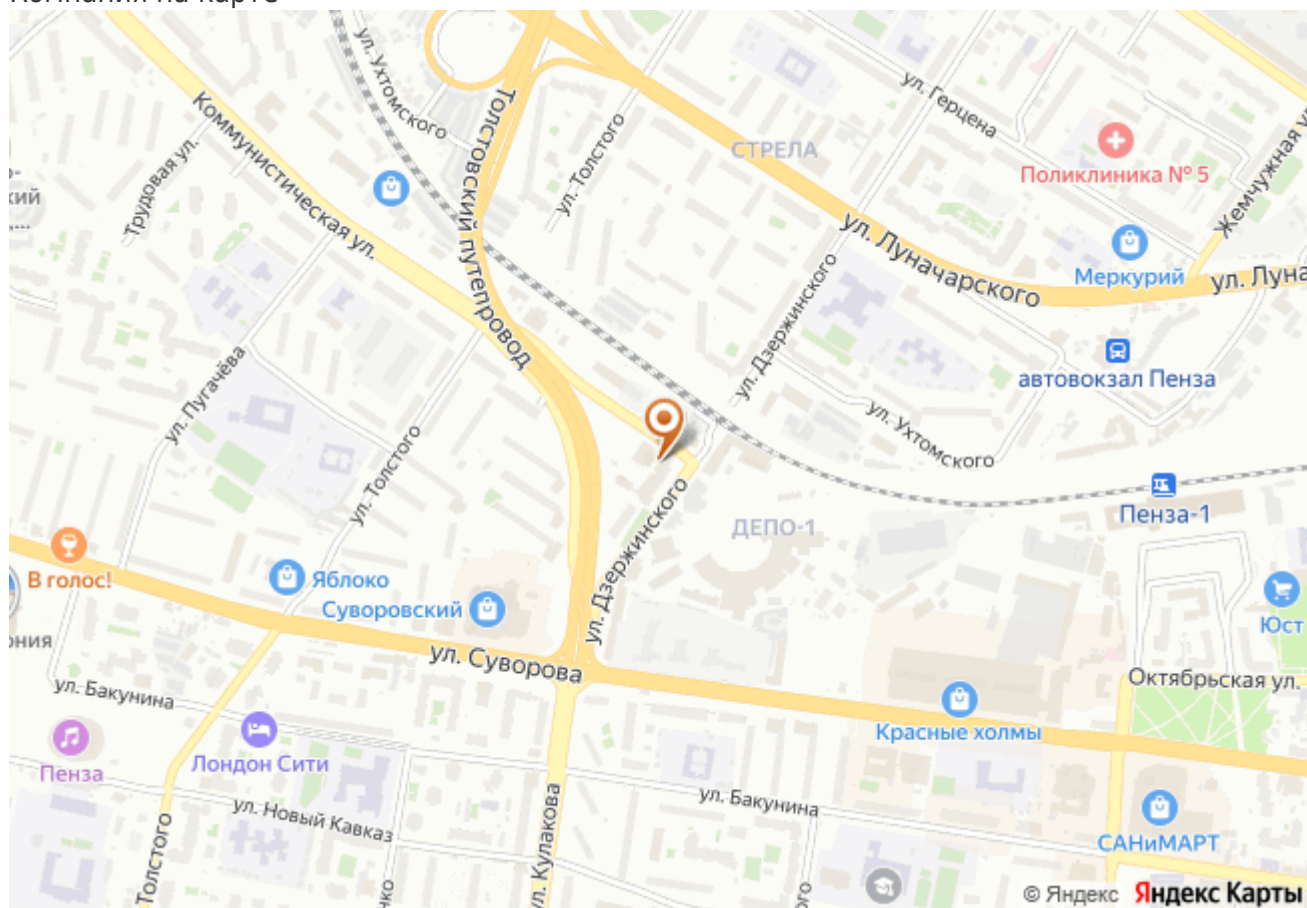 Компания на карте
ул. Ухтомского
Коммунистическая ул.
Трудовая ул.
Толстовский путепровод
ул. Толстого
СТРЕЛА
ул. Герцена
Поликлиника № 5
ул. Луначарского
Меркурий
автовокзал Пенза
ул. Дзержинского
ул. Ухтомского
ул. Пугачёва
ул. Толстого
Пенза-1
ДЕПО-1
ул. Дзержинского
В голос!
Яблоко
Суворовский
Юст
ул. Суворова
Октябрьская ул.
ул. Бакунина
Красные холмы
Пенза
Лондон Сити
ул. Бакунина
ул. Новый Кавказ
ул. Кулакова
САНиМАРТ
Толстого
© Яндекс Яндекс Карты